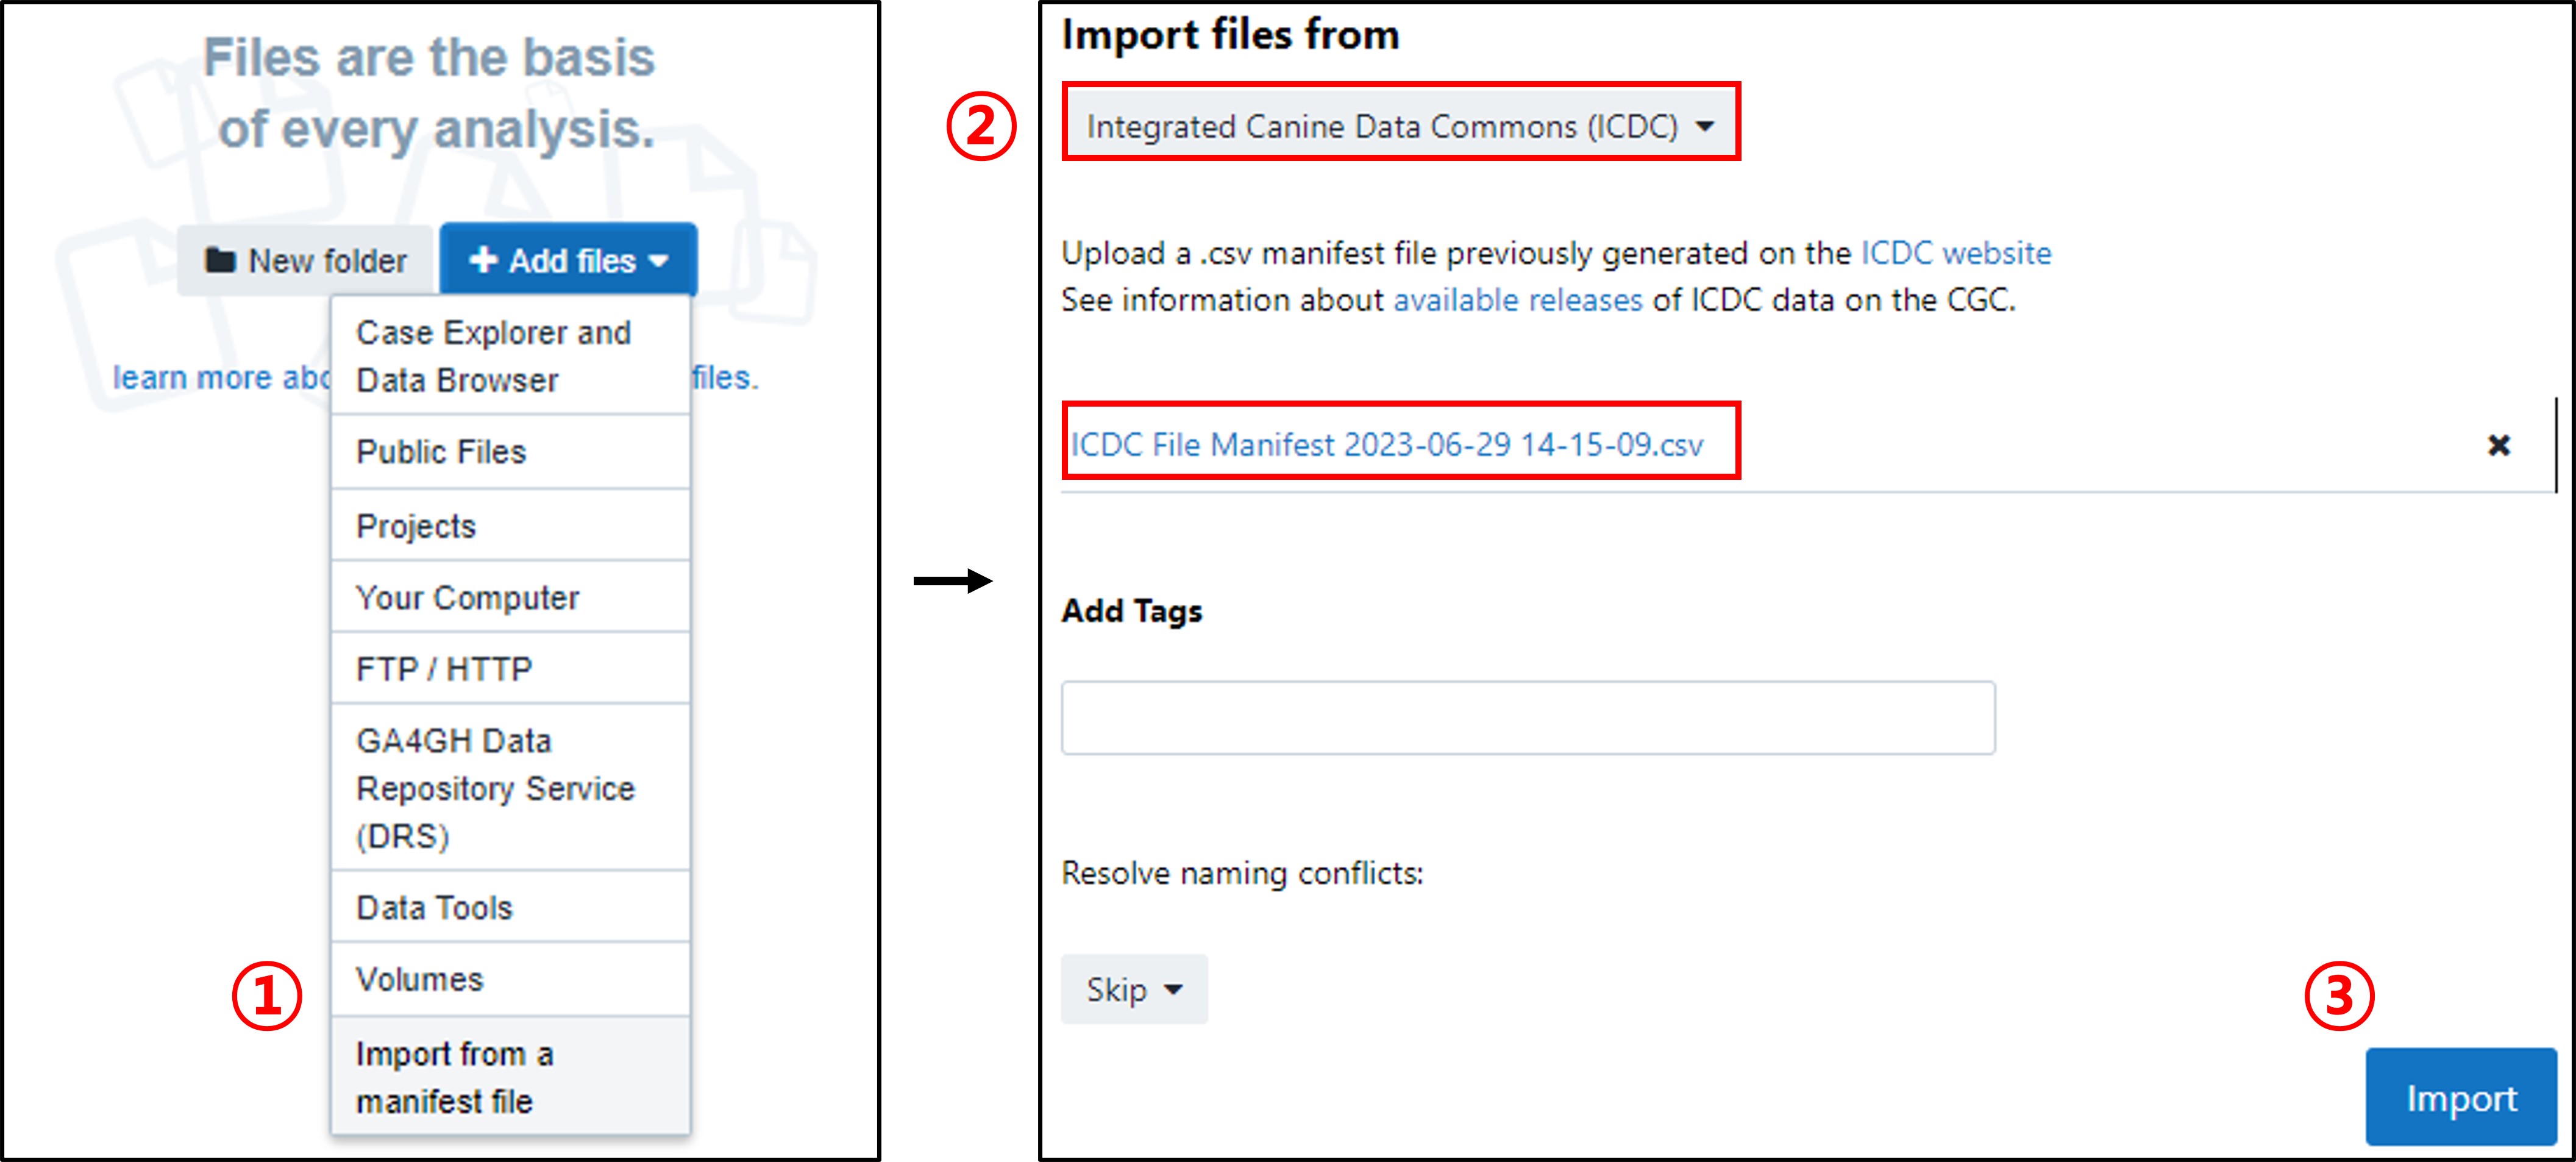 Files are the basis
of every analysis.
New folder
Add files
learn more abo
files.
Case Explorer and
Data Browser
Public Files
Projects
Your Computer
FTP / HTTP
GA4GH Data
Repository Service
(DRS)
Data Tools
Volumes
①
Import from a
manifest file
Import files from
②
Integrated Canine Data Commons (ICDC)
Upload a .csv manifest file previously generated on the ICDC website
See information about available releases of ICDC data on the CGC.
ICDC File Manifest 2023-06-29 14-15-09.csv
Add Tags
Resolve naming conflicts:
Skip
③
Import